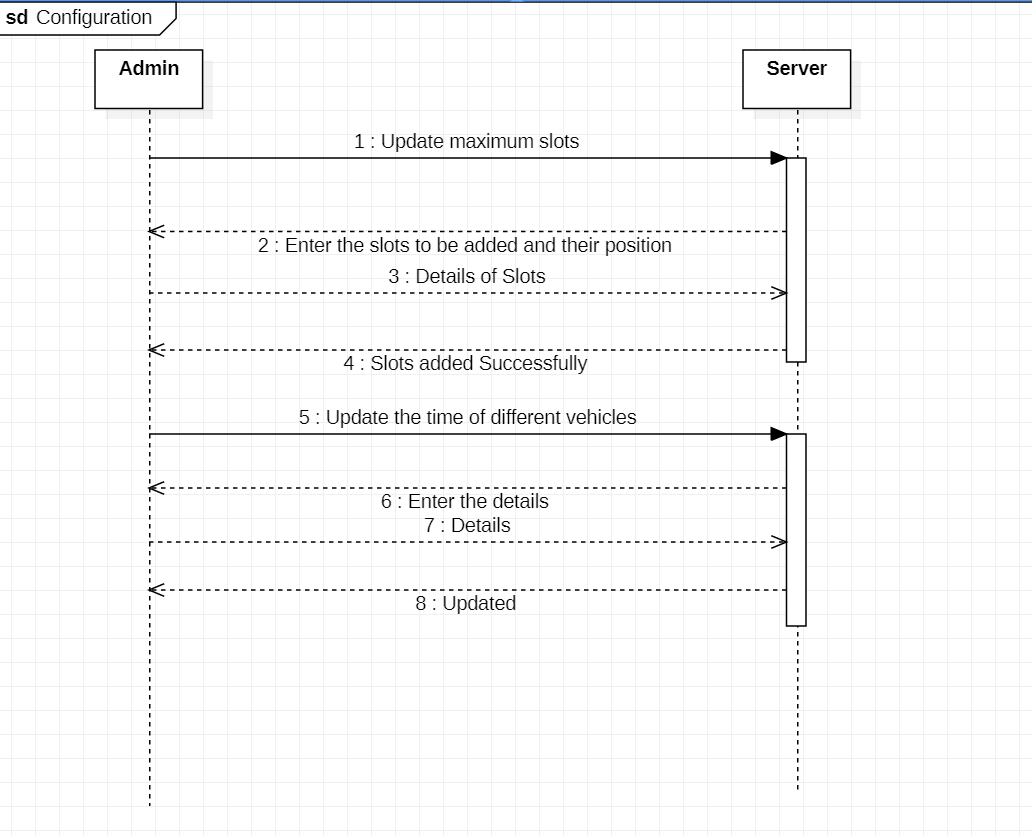 sd Configuration
Admin
Server
1 : Update maximum slots
2 : Enter the slots to be added and their position
3 : Details of Slots
4 : Slots added Successfully
5 : Update the time of different vehicles
6 : Enter the details
7 : Details
8 : Updated